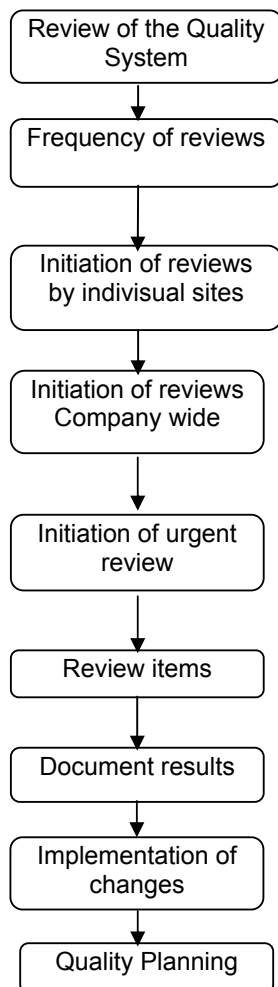 Review of the Quality
System
Frequency of reviews
Initiation of reviews
by indivisual sites
Initiation of reviews
Company wide
Initiation of urgent
review
Review items
Document results
Implementation of
changes
Quality Planning